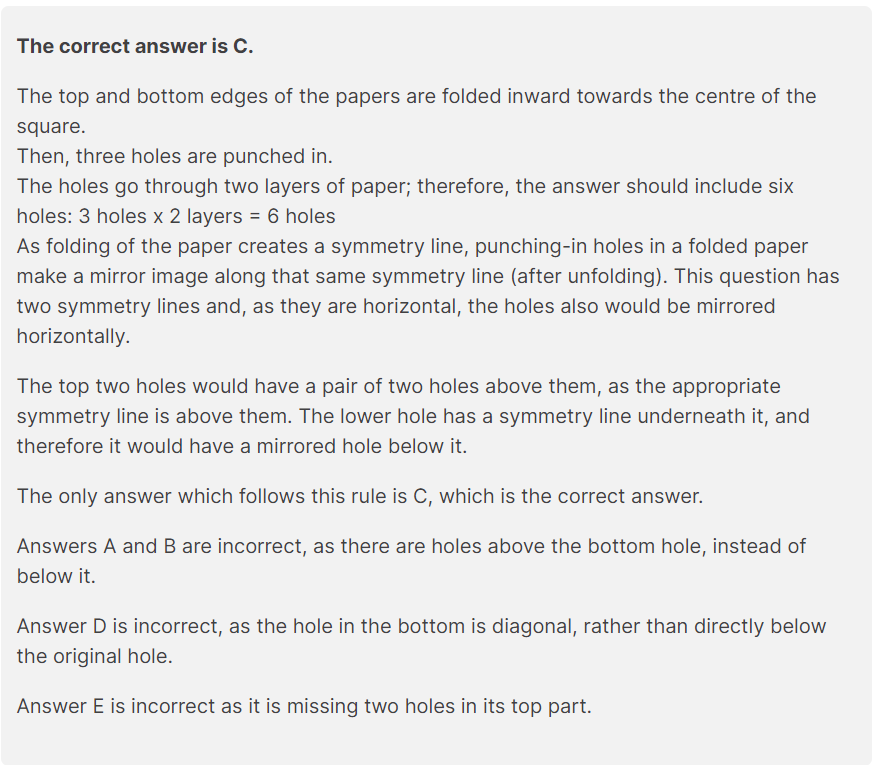 The correct answer is C.
The top and bottom edges of the papers are folded inward towards the centre of the
square.
Then, three holes are punched in.
The holes go through two layers of paper; therefore, the answer should include six
holes: 3 holes x 2 layers = 6 holes
As folding of the paper creates a symmetry line, punching-in holes in a folded paper
make a mirror image along that same symmetry line (after unfolding). This question has
two symmetry lines and, as they are horizontal, the holes also would be mirrored
horizontally.
The top two holes would have a pair of two holes above them, as the appropriate
symmetry line is above them. The lower hole has a symmetry line underneath it, and
therefore it would have a mirrored hole below it.
The only answer which follows this rule is C, which is the correct answer.
Answers A and B are incorrect, as there are holes above the bottom hole, instead of
below it.
Answer D is incorrect, as the hole in the bottom is diagonal, rather than directly below
the original hole.
Answer E is incorrect as it is missing two holes in its top part.